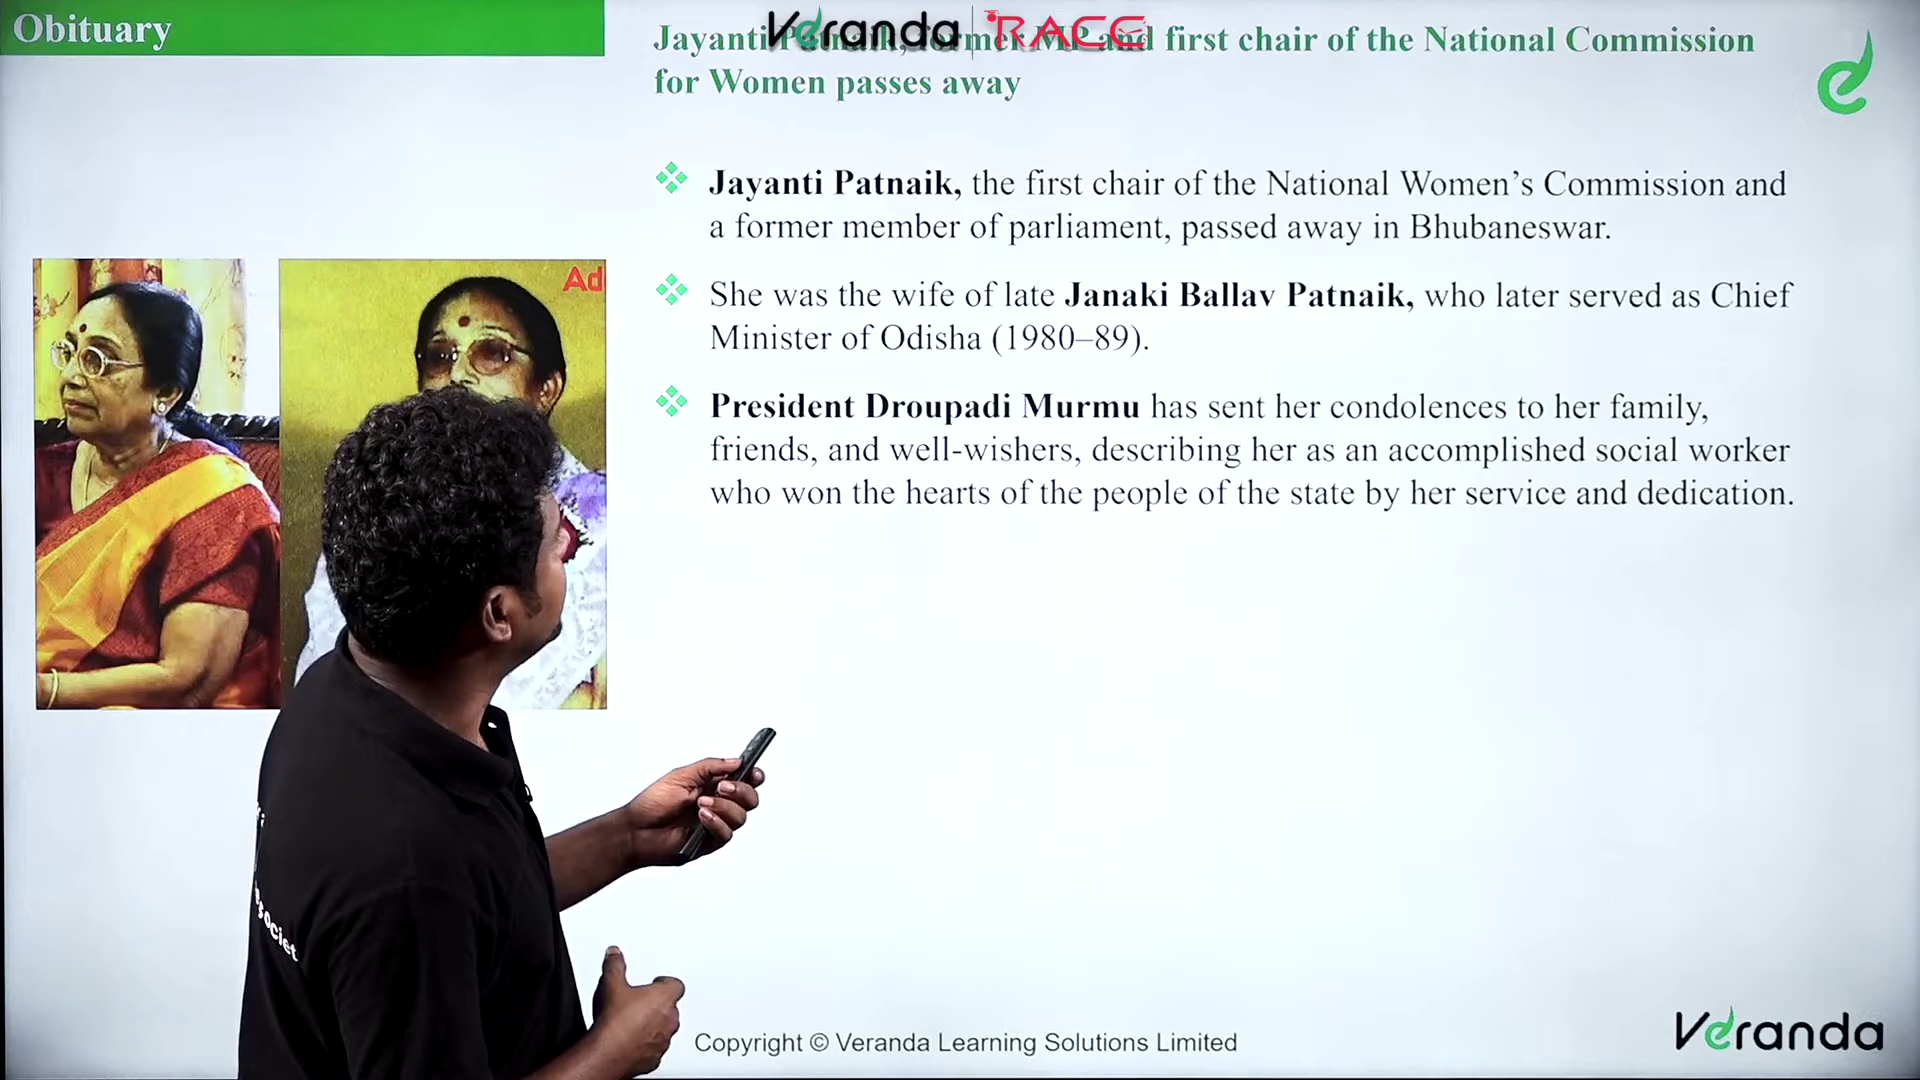 Obituary
Veranda RACE
Jayanti Patnaik, former MP and first chair of the National Commission
for Women passes away
Jayanti Patnaik, the first chair of the National Women's Commission and
a former member of parliament, passed away in Bhubaneswar.
She was the wife of late Janaki Ballav Patnaik, who later served as Chief
Minister of Odisha (1980–89).
Ad
President Droupadi Murmu has sent her condolences to her family,
friends, and well-wishers, describing her as an accomplished social worker
who won the hearts of the people of the state by her service and dedication.
Copyright © Veranda Learning Solutions Limited
Veranda